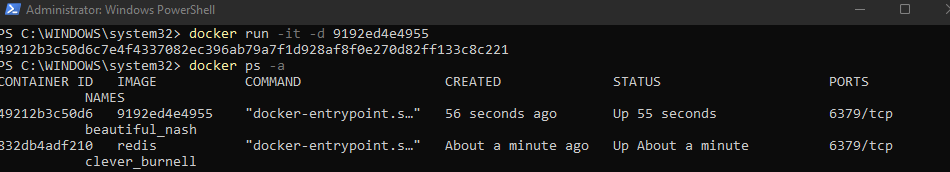 Administrator: Windows PowerShell
PS C:\WINDOWS\system32> docker run -it -d 9192ed4e4955
49212b3c50d6c7e4f4337082ec396ab79a7f1d928af8f0e270d82ff133c8c221
PS C:\WINDOWS\system32> docker ps -a
CONTAINER ID IMAGE COMMAND CREATED STATUS PORTS
NAMES
49212b3c50d6 9192ed4e4955 "docker-entrypoint.s…" 56 seconds ago Up 55 seconds 6379/tcp
beautiful_nash
832db4adf210 redis "docker-entrypoint.s…" About a minute ago Up About a minute 6379/tcp
clever_burnell